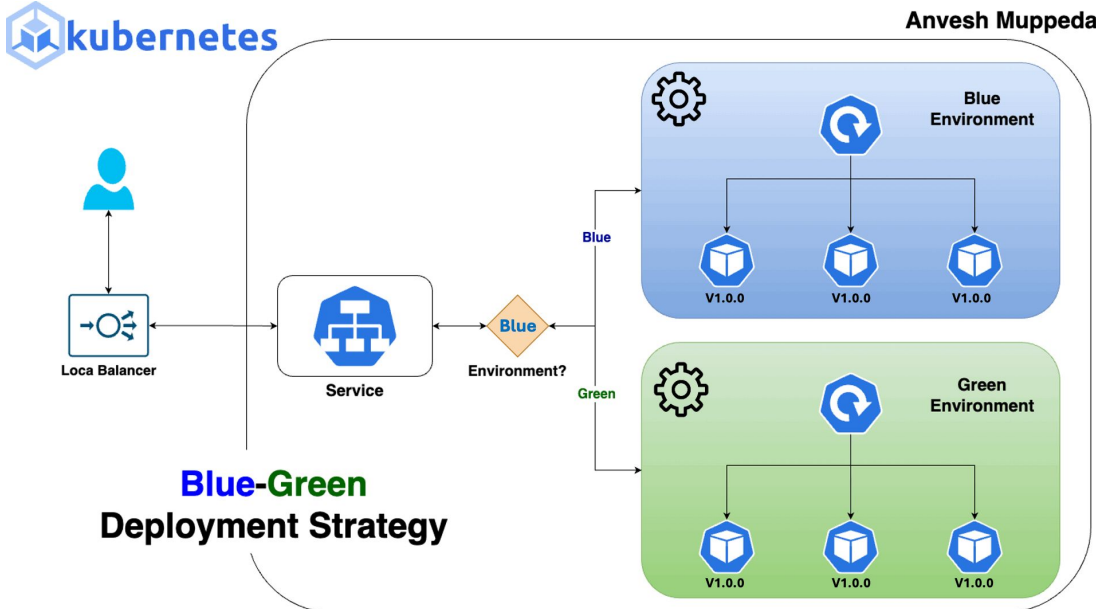 kubernetes
Anvesh Muppeda
Blue
Environment
V1.0.0
V1.0.0
V1.0.0
Blue
Blue
Environment?
Service
Loca Balancer
Green
Green
Environment
V1.0.0
V1.0.0
V1.0.0
Blue-Green
Deployment Strategy